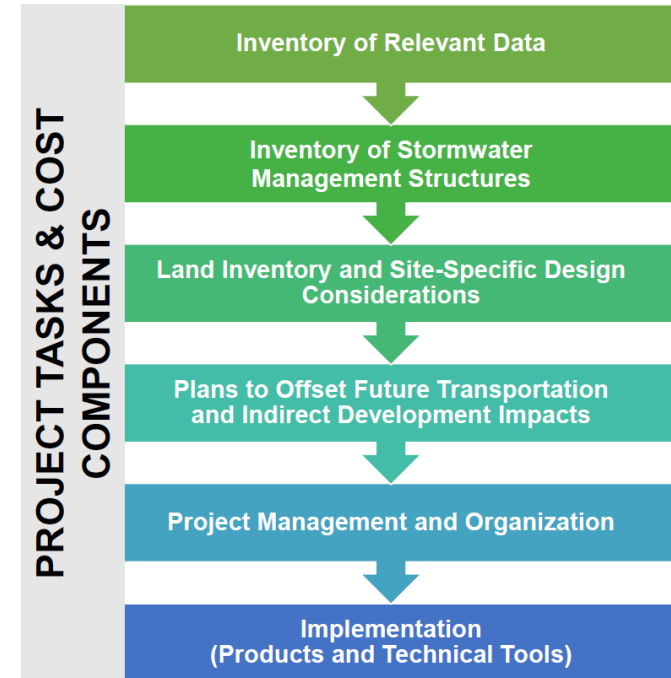 PROJECT TASKS & COST
COMPONENTS
Inventory of Relevant Data
Inventory of Stormwater
Management Structures
Land Inventory and Site-Specific Design
Considerations
Plans to Offset Future Transportation
and Indirect Development Impacts
Project Management and Organization
Implementation
(Products and Technical Tools)